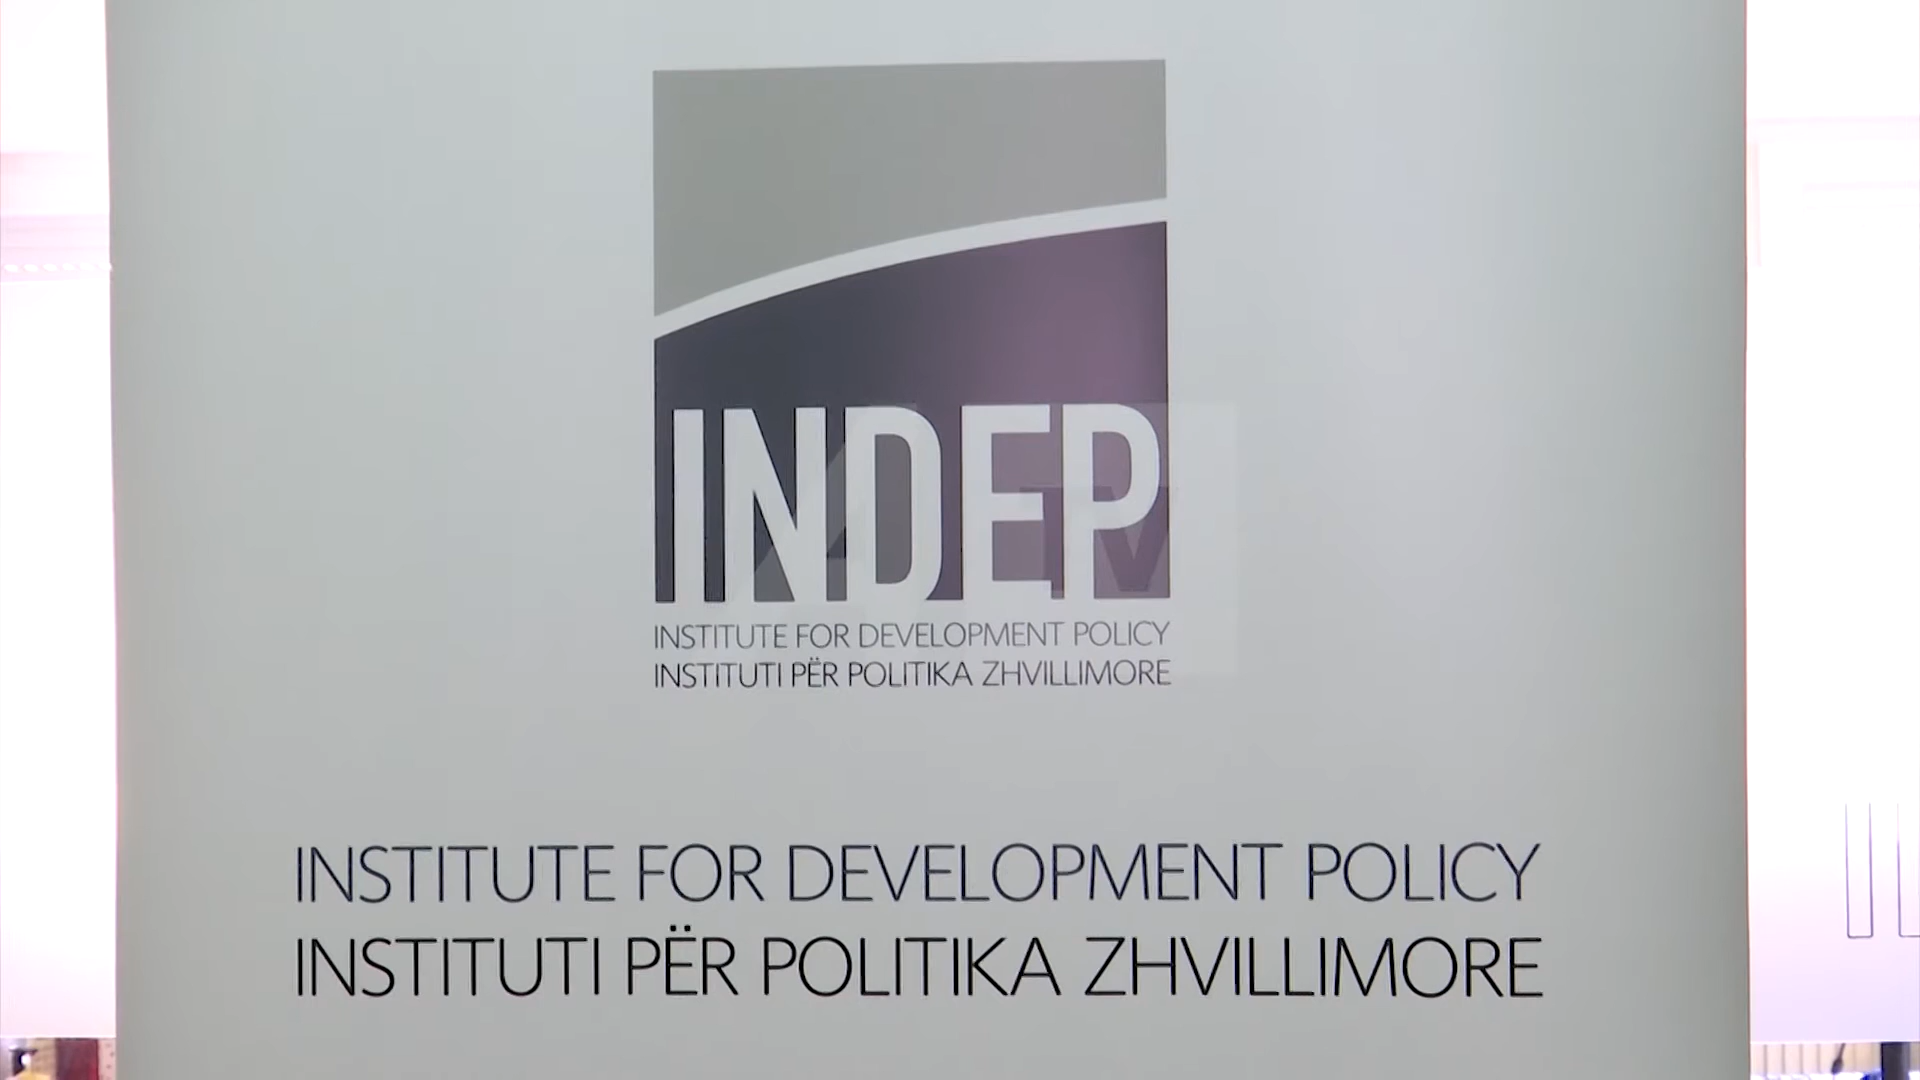 INDEP
INSTITUTE FOR DEVELOPMENT POLICY
INSTITUTI PËR POLITIKA ZHVILLIMORE
INSTITUTE FOR DEVELOPMENT POLICY
INSTITUTI PËR POLITIKA ZHVILLIMORE